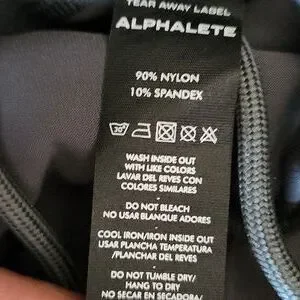 TEAR AWAY LABEL
ALPHALETE
90% NYLON
10% SPANDEX
30°
WASH INSIDE OUT
WITH LIKE COLORS
LAVAR DEL REVES CON
COLORES SIMILARES
-
DO NOT BLEACH
NO USAR BLANQUE ADORES
-
COOL IRON/IRON INSIDE OUT
USAR PLANCHA TEMPERATURA
/PLANCHAR DEL REVES
-
DO NOT TUMBLE DRY/
HANG TO DRY
NO SECAR EN SECADORA/